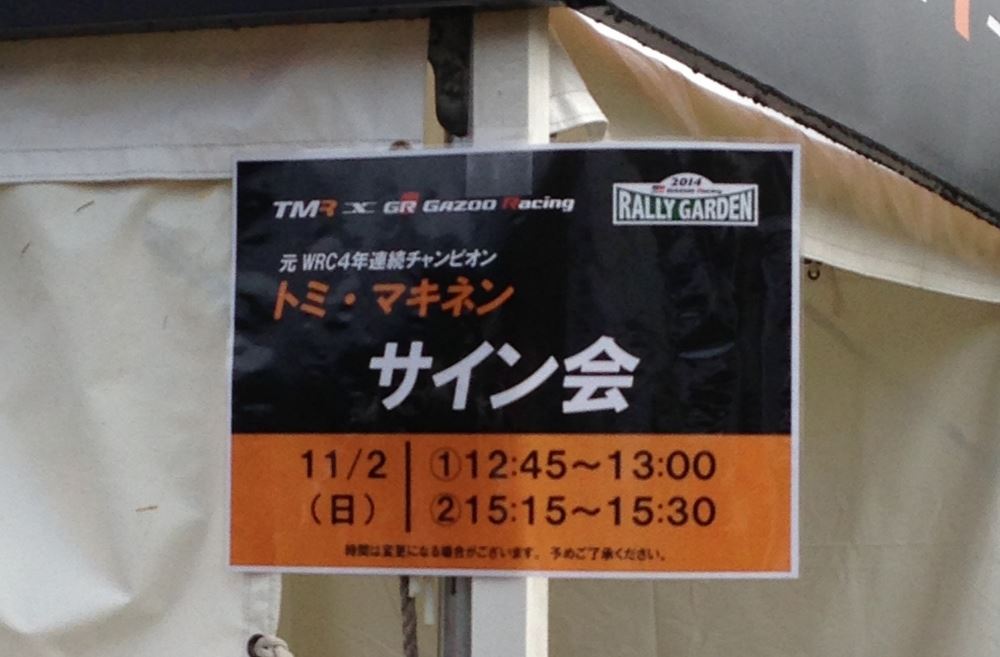 TMR × GR GAZOO Racing
2014
RALLY GARDEN
元 WRC4年連続チャンピオン
トミ・マキネン
サイン会
11/2
(日)
①12:45～13:00
②15:15～15:30
時間は変更になる場合がございます。予めご了承ください。